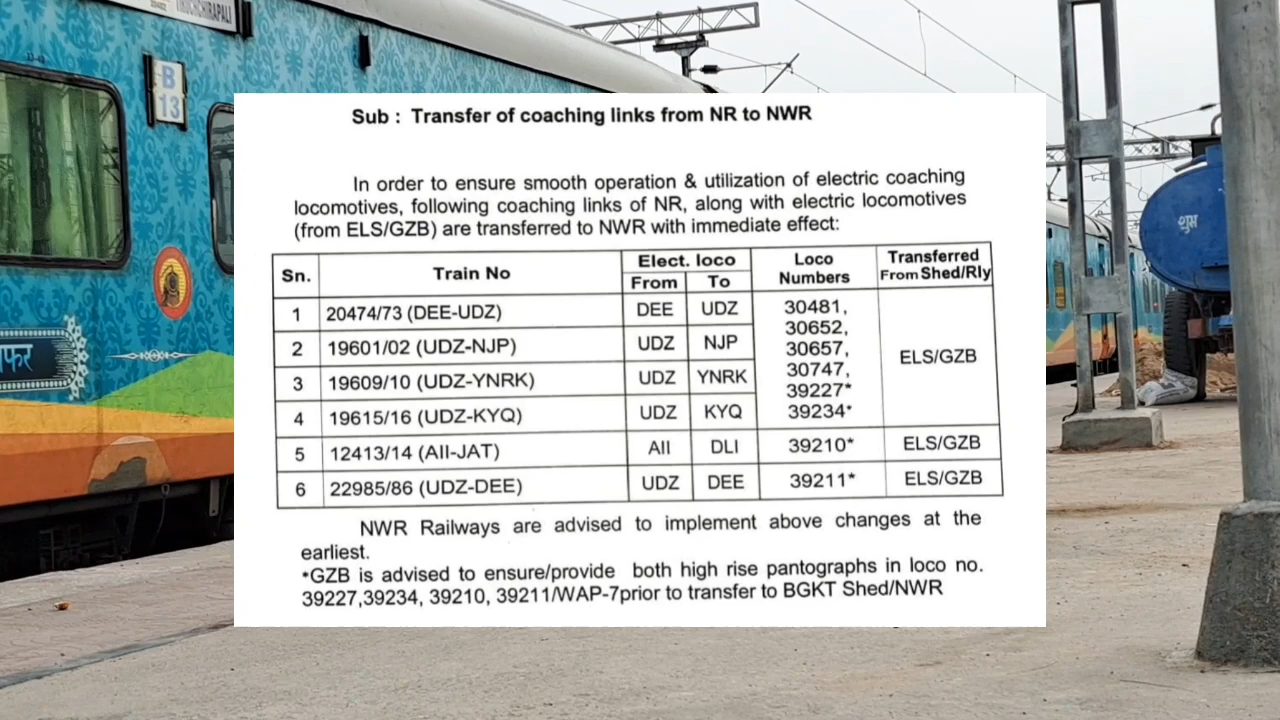 TIRUCHCHIRAPALI
B
13
फर
शुभ
Sub : Transfer of coaching links from NR to NWR
In order to ensure smooth operation & utilization of electric coaching
locomotives, following coaching links of NR, along with electric locomotives
(from ELS/GZB) are transferred to NWR with immediate effect:
Sn. Train No Elect. loco Loco Numbers Transferred From Shed/Rly
From To
1 20474/73 (DEE-UDZ) DEE UDZ 30481,
30652,
2 19601/02 (UDZ-NJP) UDZ NJP 30657, ELS/GZB
30747,
3 19609/10 (UDZ-YNRK) UDZ YNRK 39227*
4 19615/16 (UDZ-KYQ) UDZ KYQ 39234*
5 12413/14 (AII-JAT) AII DLI 39210* ELS/GZB
6 22985/86 (UDZ-DEE) UDZ DEE 39211* ELS/GZB
NWR Railways are advised to implement above changes at the
earliest.
*GZB is advised to ensure/provide both high rise pantographs in loco no.
39227,39234, 39210, 39211/WAP-7prior to transfer to BGKT Shed/NWR